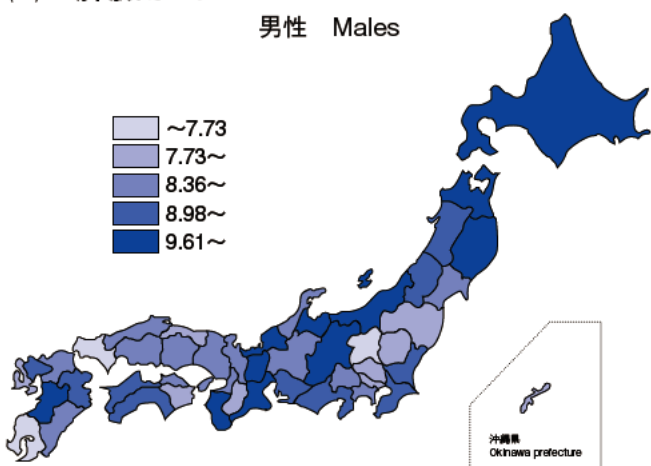 男性 Males
～7.73
7.73～
8.36～
8.98～
9.61～
沖縄県
Okinawa prefecture